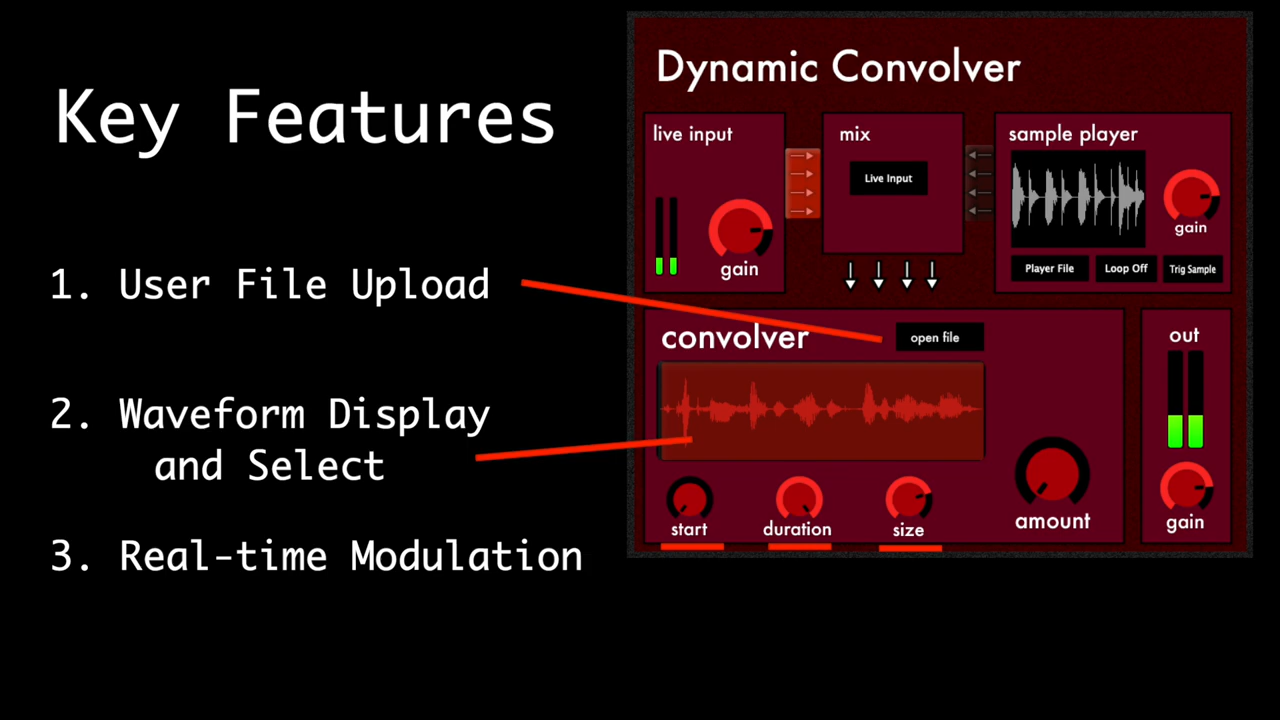 Key Features
1. User File Upload
2. Waveform Display
and Select
3. Real-time Modulation
Dynamic Convolver
live input
gain
mix
Live Input
sample player
gain
Player File
Loop Off
Trig Sample
convolver
open file
start
duration
size
amount
out
gain